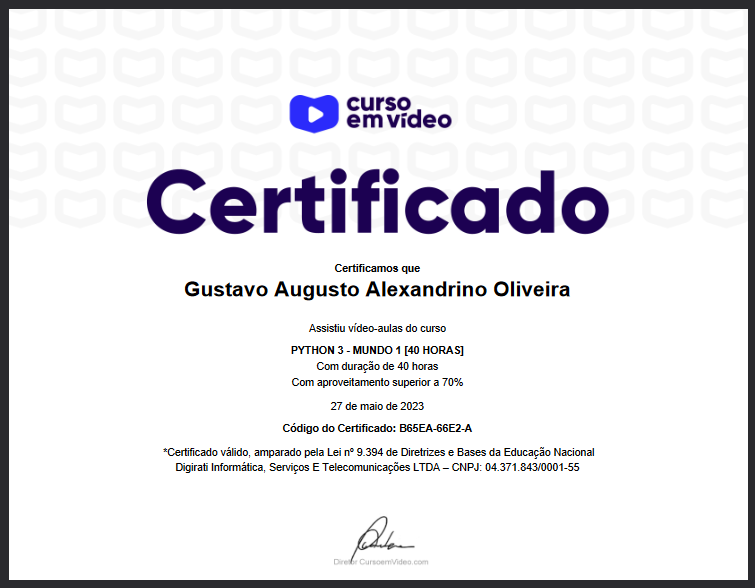 curso
em vídeo
Certificado
Certificamos que
Gustavo Augusto Alexandrino Oliveira
Assistiu vídeo-aulas do curso
PYTHON 3 - MUNDO 1 [40 HORAS]
Com duração de 40 horas
Com aproveitamento superior a 70%
27 de maio de 2023
Código do Certificado: B65EA-66E2-A
*Certificado válido, amparado pela Lei nº 9.394 de Diretrizes e Bases da Educação Nacional
Digirati Informática, Serviços E Telecomunicações LTDA – CNPJ: 04.371.843/0001-55
Diretor CursoemVideo.com